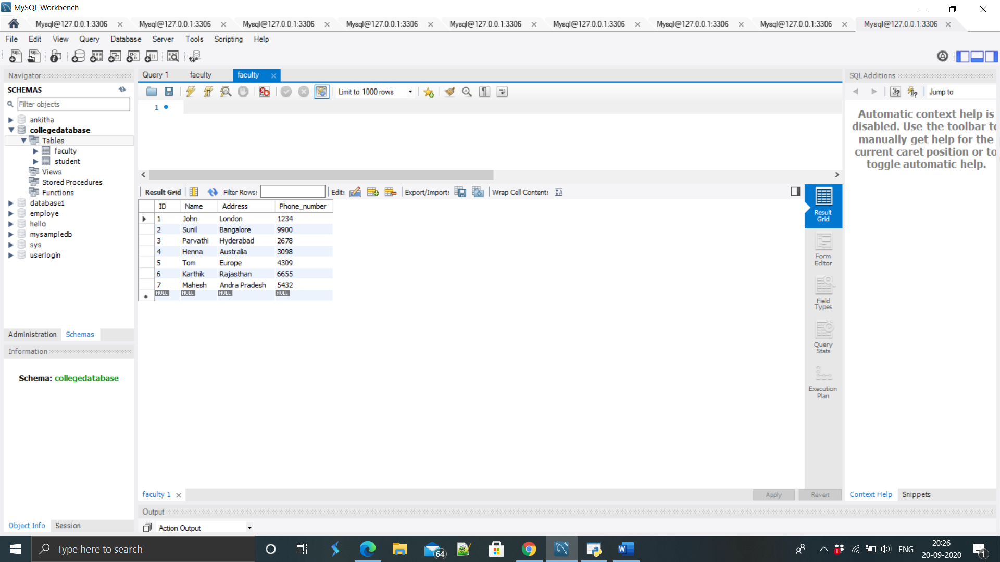 MySQL Workbench
Mysql@127.0.0.1:3306 Mysql@127.0.0.1:3306 Mysql@127.0.0.1:3306 Mysql@127.0.0.1:3306 Mysql@127.0.0.1:3306 Mysql@127.0.0.1:3306 Mysql@127.0.0.1:3306 Mysql@127.0.0.1:3306 Mysql@127.0.0.1:3306
File Edit View Query Database Server Tools Scripting Help
Navigator
SCHEMAS
Filter objects
ankitha
collegedatabase
Tables
faculty
student
Views
Stored Procedures
Functions
database1
employe
hello
mysampledb
sys
userlogin
Administration Schemas
Information
Schema: collegedatabase
Object Info Session
Query 1 faculty faculty
Limit to 1000 rows
1
Result Grid Filter Rows: Edit: Export/Import: Wrap Cell Content:
ID Name Address Phone_number
1 John London 1234
2 Sunil Bangalore 9900
3 Parvathi Hyderabad 2678
4 Henna Australia 3098
5 Tom Europe 4309
6 Karthik Rajasthan 6655
7 Mahesh Andra Pradesh 5432
NULL NULL NULL NULL
Result
Grid
Form
Editor
Field
Types
Query
Stats
Execution
Plan
faculty 1
Apply Revert
Output
Action Output
SQLAdditions
Jump to
Automatic context help is
disabled. Use the toolbar to
manually get help for the
current caret position or to
toggle automatic help.
Context Help Snippets
Type here to search
64
1
ENG
20:26
20-09-2020
1